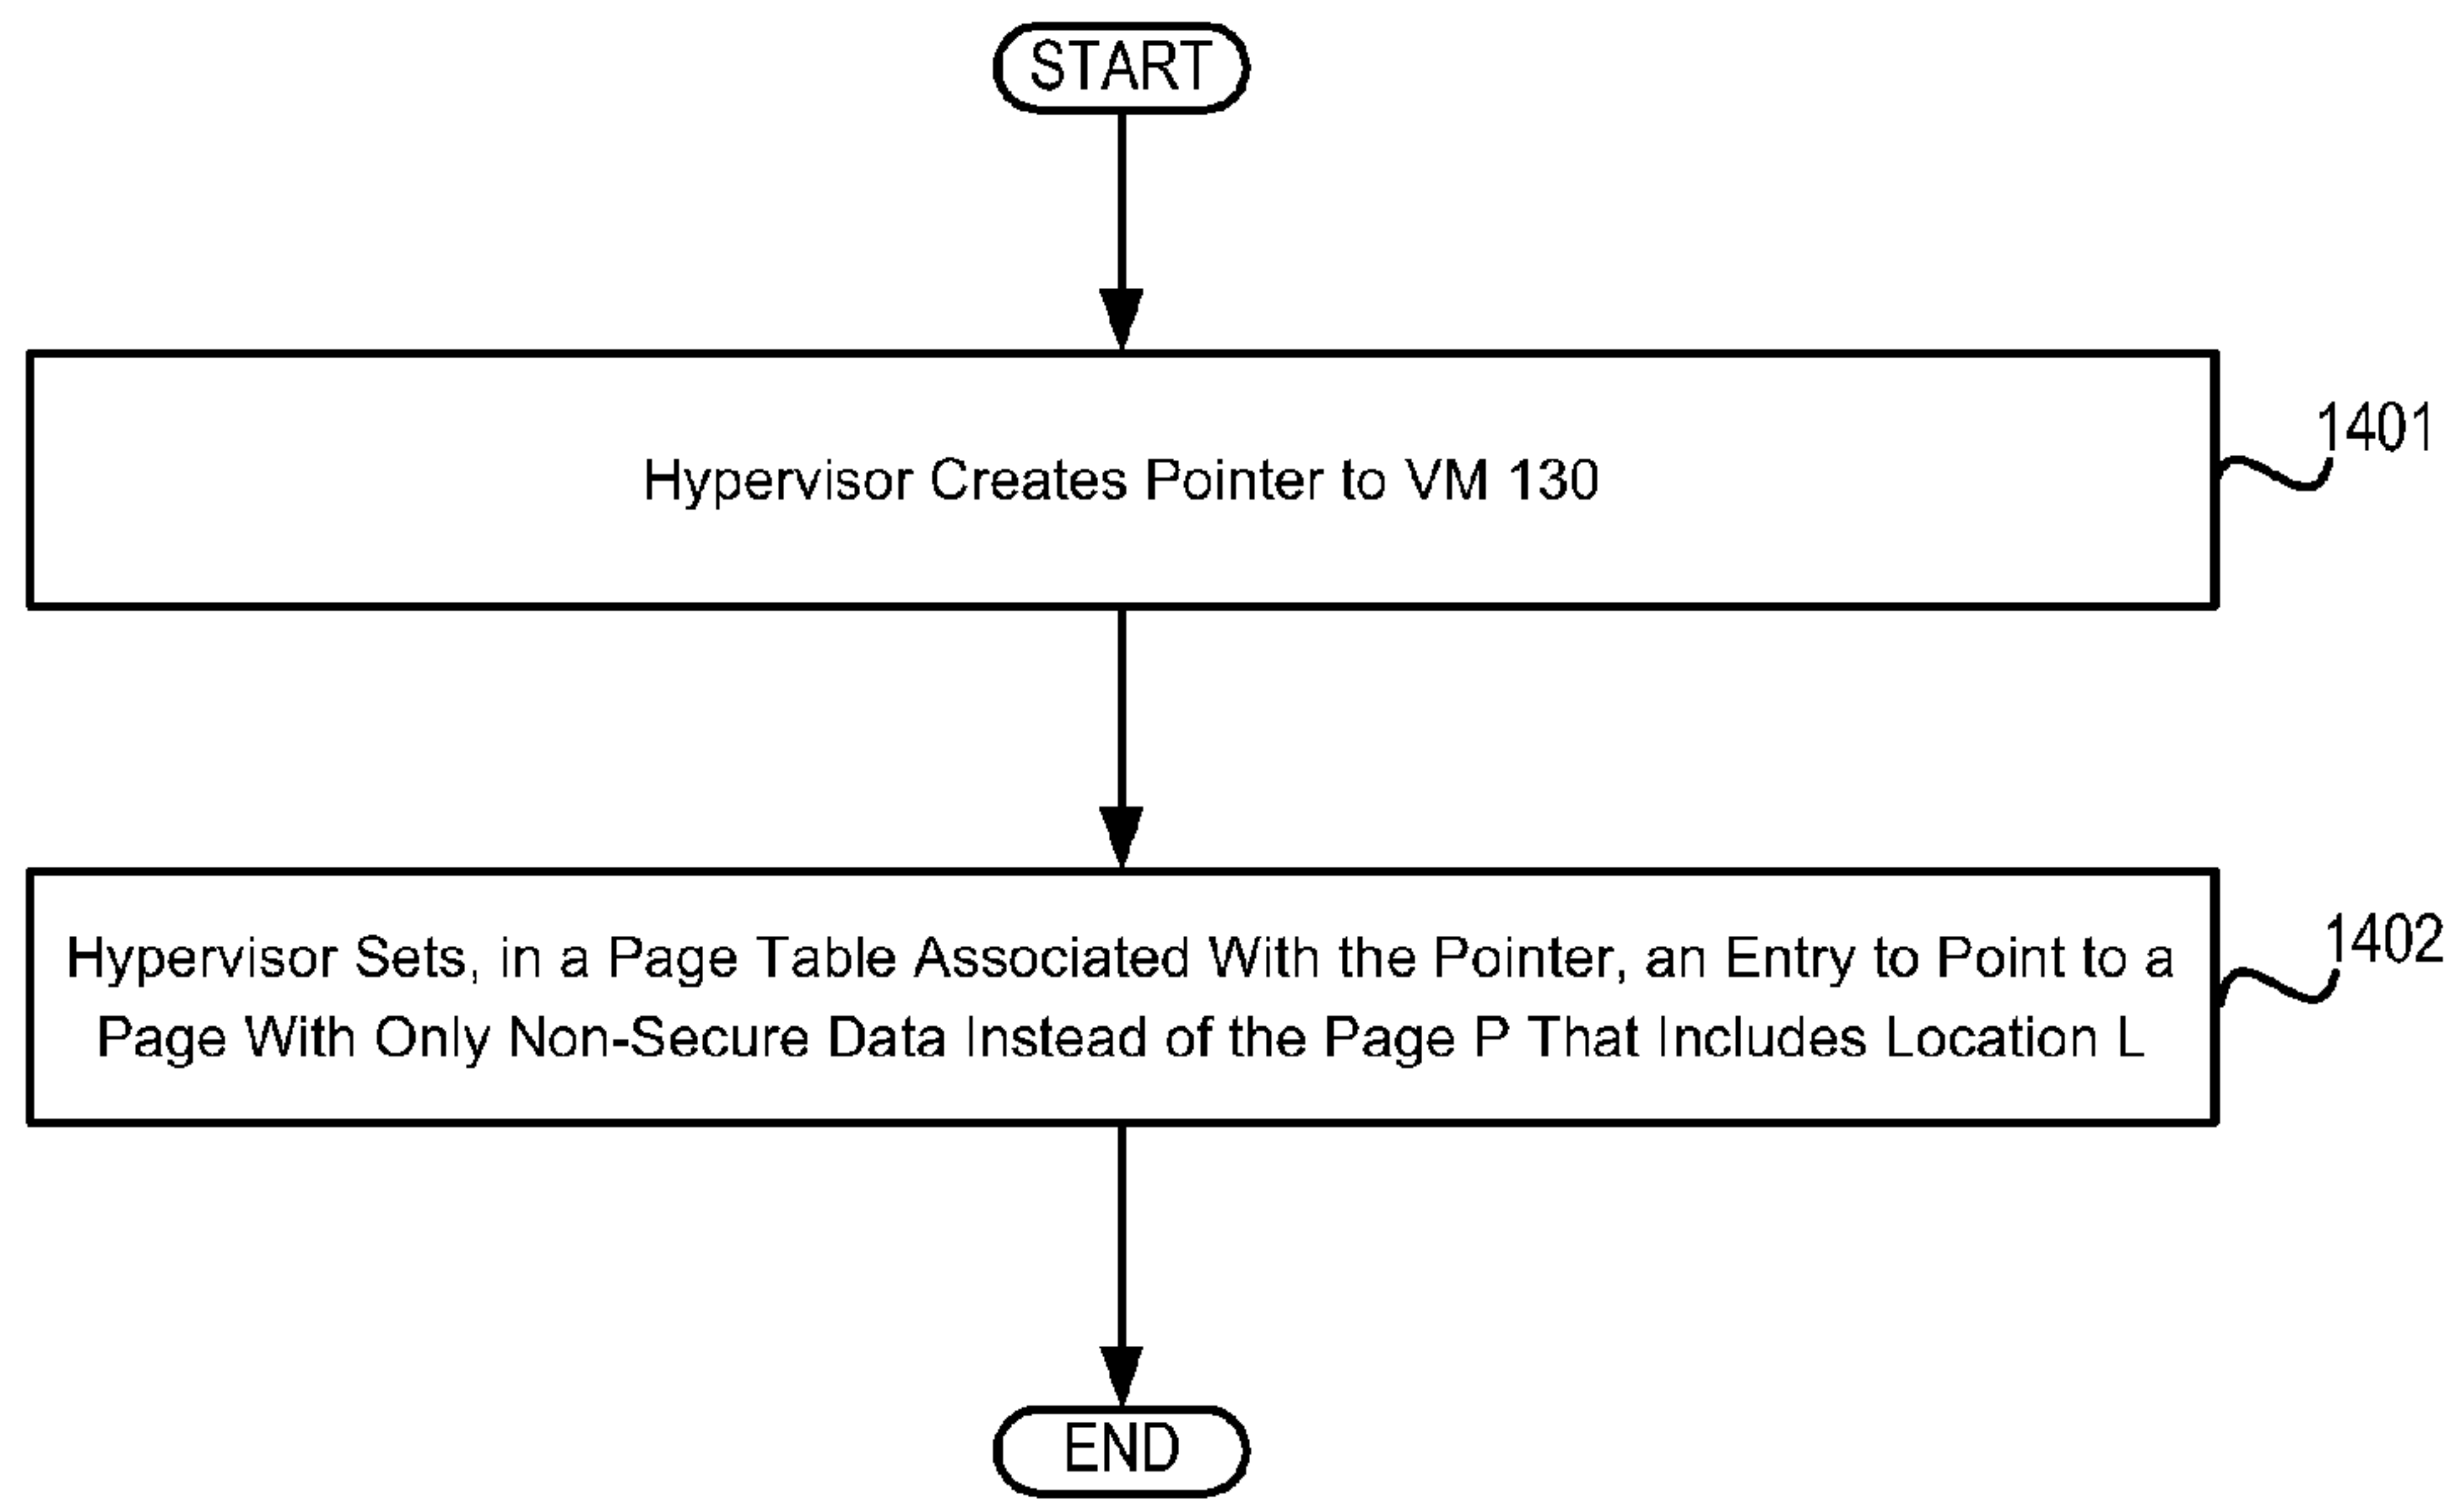 START
Hypervisor Creates Pointer to VM 130
1401
Hypervisor Sets, in a Page Table Associated With the Pointer, an Entry to Point to a
Page With Only Non-Secure Data Instead of the Page P That Includes Location L
1402
END